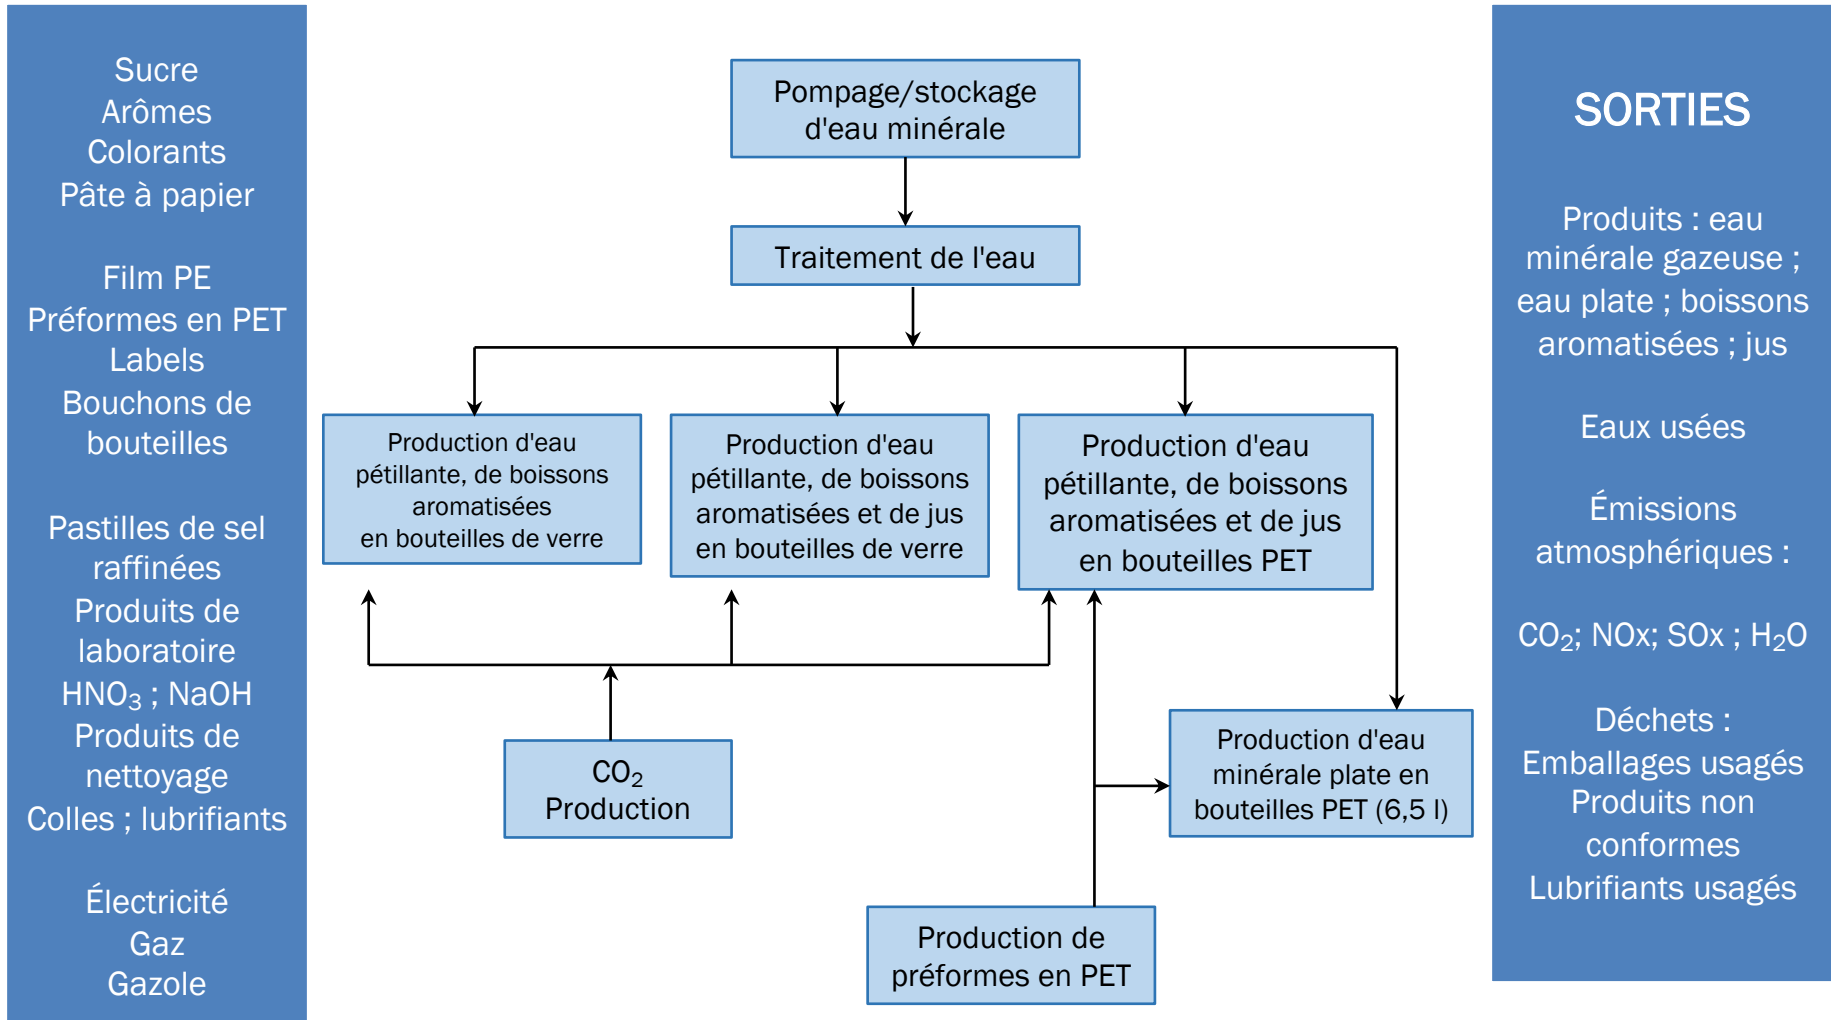 Sucre
Arômes
Colorants
Pâte à papier
Film PE
Préformes en PET
Labels
Bouchons de
bouteilles
Pastilles de sel
raffinées
Produits de
laboratoire
HNO₃ ; NaOH
Produits de
nettoyage
Colles ; lubrifiants
Électricité
Gaz
Gazole
Pompage/stockage
d'eau minérale
Traitement de l'eau
Production d'eau
pétillante, de boissons
aromatisées
en bouteilles de verre
Production d'eau
pétillante, de boissons
aromatisées et de jus
en bouteilles de verre
Production d'eau
pétillante, de boissons
aromatisées et de jus
en bouteilles PET
CO₂
Production
Production d'eau
minérale plate en
bouteilles PET (6,5 l)
Production de
préformes en PET
SORTIES
Produits : eau
minérale gazeuse ;
eau plate ; boissons
aromatisées ; jus
Eaux usées
Émissions
atmosphériques :
CO₂; NOx; SOx ; H₂O
Déchets :
Emballages usagés
Produits non
conformes
Lubrifiants usagés